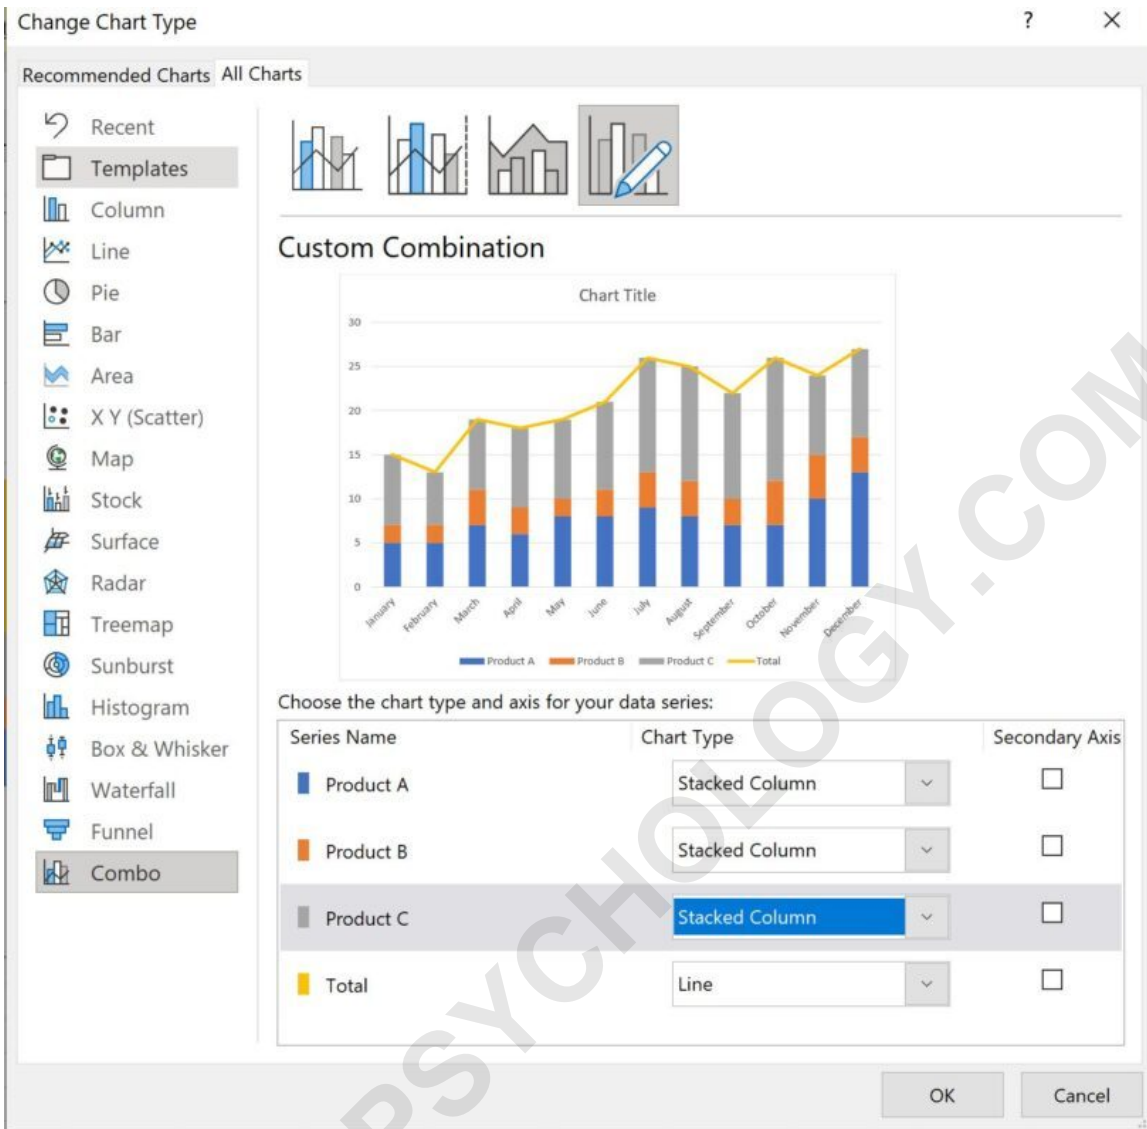 Change Chart Type
?
Recommended Charts All Charts
Recent
Templates
Column
Line
Pie
Bar
Area
X Y (Scatter)
Map
Stock
Surface
Radar
Treemap
Sunburst
Histogram
Box & Whisker
Waterfall
Funnel
Combo
Custom Combination
Chart Title
30
25
20
15
10
5
0
January February March April May June July August September October November December
Product A Product B Product C Total
Choose the chart type and axis for your data series:
Series Name Chart Type Secondary Axis
Product A Stacked Column
Product B Stacked Column
Product C Stacked Column
Total Line
OK Cancel
PSYCHOLOGY.COM